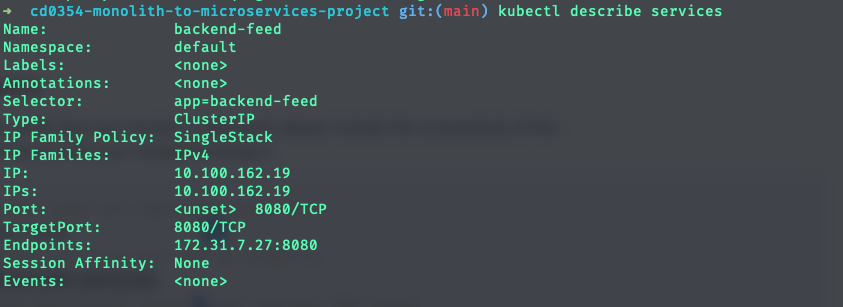 → cd0354-monolith-to-microservices-project git:(main) kubectl describe services
Name: backend-feed
Namespace: default
Labels: <none>
Annotations: <none>
Selector: app=backend-feed
Type: ClusterIP
IP Family Policy: SingleStack
IP Families: IPv4
IP: 10.100.162.19
IPs: 10.100.162.19
Port: <unset> 8080/TCP
TargetPort: 8080/TCP
Endpoints: 172.31.7.27:8080
Session Affinity: None
Events: <none>